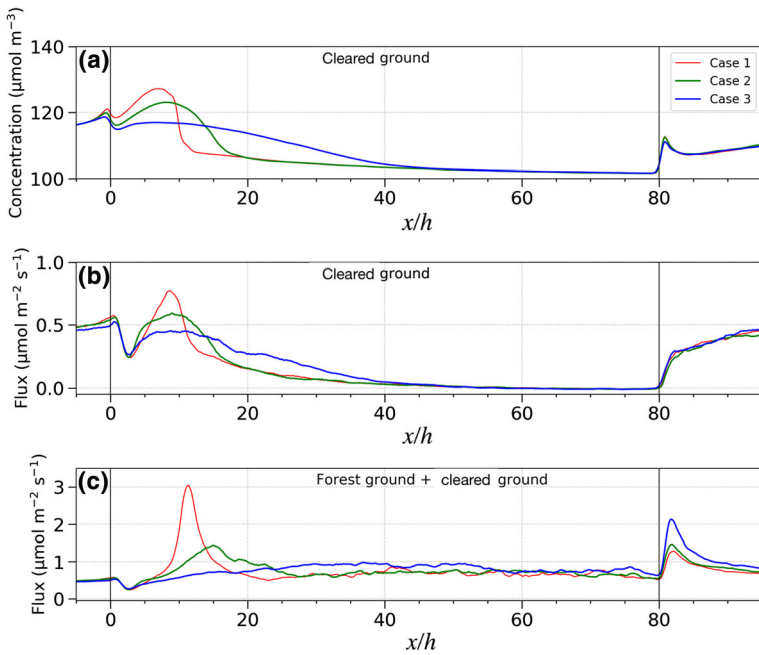 (a)
Cleared ground
Case 1
Case 2
Case 3
Concentration (μmol m⁻³)
140
120
100
0 20 40 60 80
x/h
(b)
Cleared ground
Flux (μmol m⁻² s⁻¹)
1.0
0.5
0.0
0 20 40 60 80
x/h
(c)
Forest ground + cleared ground
Flux (μmol m⁻² s⁻¹)
3
2
1
0
0 20 40 60 80
x/h